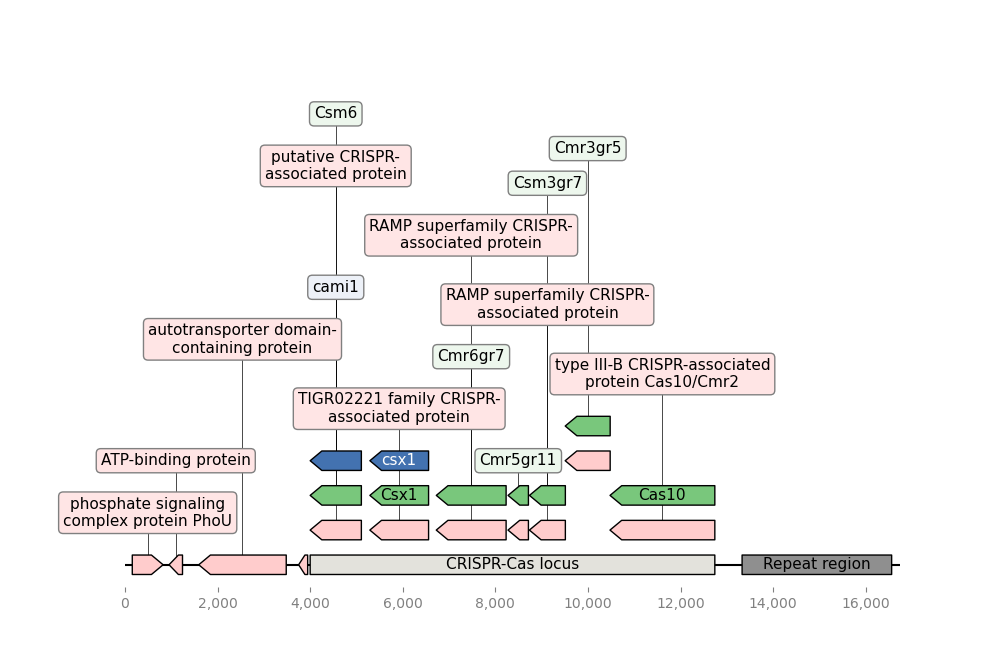 Csm6
putative CRISPR-
associated protein
Cmr3gr5
Csm3gr7
RAMP superfamily CRISPR-
associated protein
cami1
RAMP superfamily CRISPR-
associated protein
autotransporter domain-
containing protein
Cmr6gr7
type III-B CRISPR-associated
protein Cas10/Cmr2
TIGR02221 family CRISPR-
associated protein
ATP-binding protein
csx1
Cmr5gr11
phosphate signaling
complex protein PhoU
Csx1
Cas10
CRISPR-Cas locus
Repeat region
0
2,000
4,000
6,000
8,000
10,000
12,000
14,000
16,000